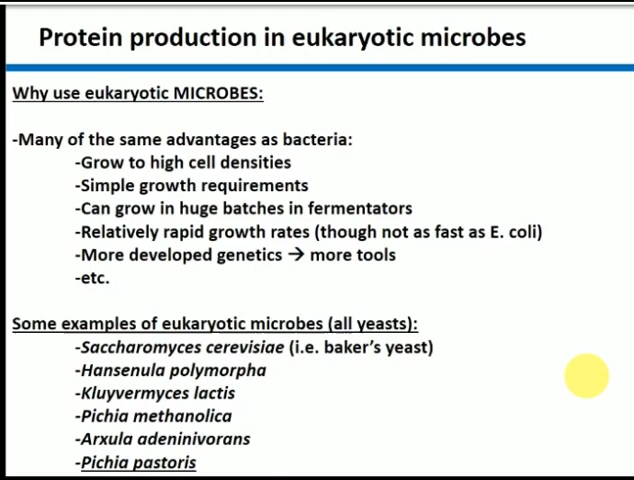 Protein production in eukaryotic microbes
Why use eukaryotic MICROBES:
-Many of the same advantages as bacteria:
-Grow to high cell densities
-Simple growth requirements
-Can grow in huge batches in fermentators
-Relatively rapid growth rates (though not as fast as E. coli)
-More developed genetics → more tools
-etc.
Some examples of eukaryotic microbes (all yeasts):
-Saccharomyces cerevisiae (i.e. baker's yeast)
-Hansenula polymorpha
-Kluyvermyces lactis
-Pichia methanolica
-Arxula adeninivorans
-Pichia pastoris